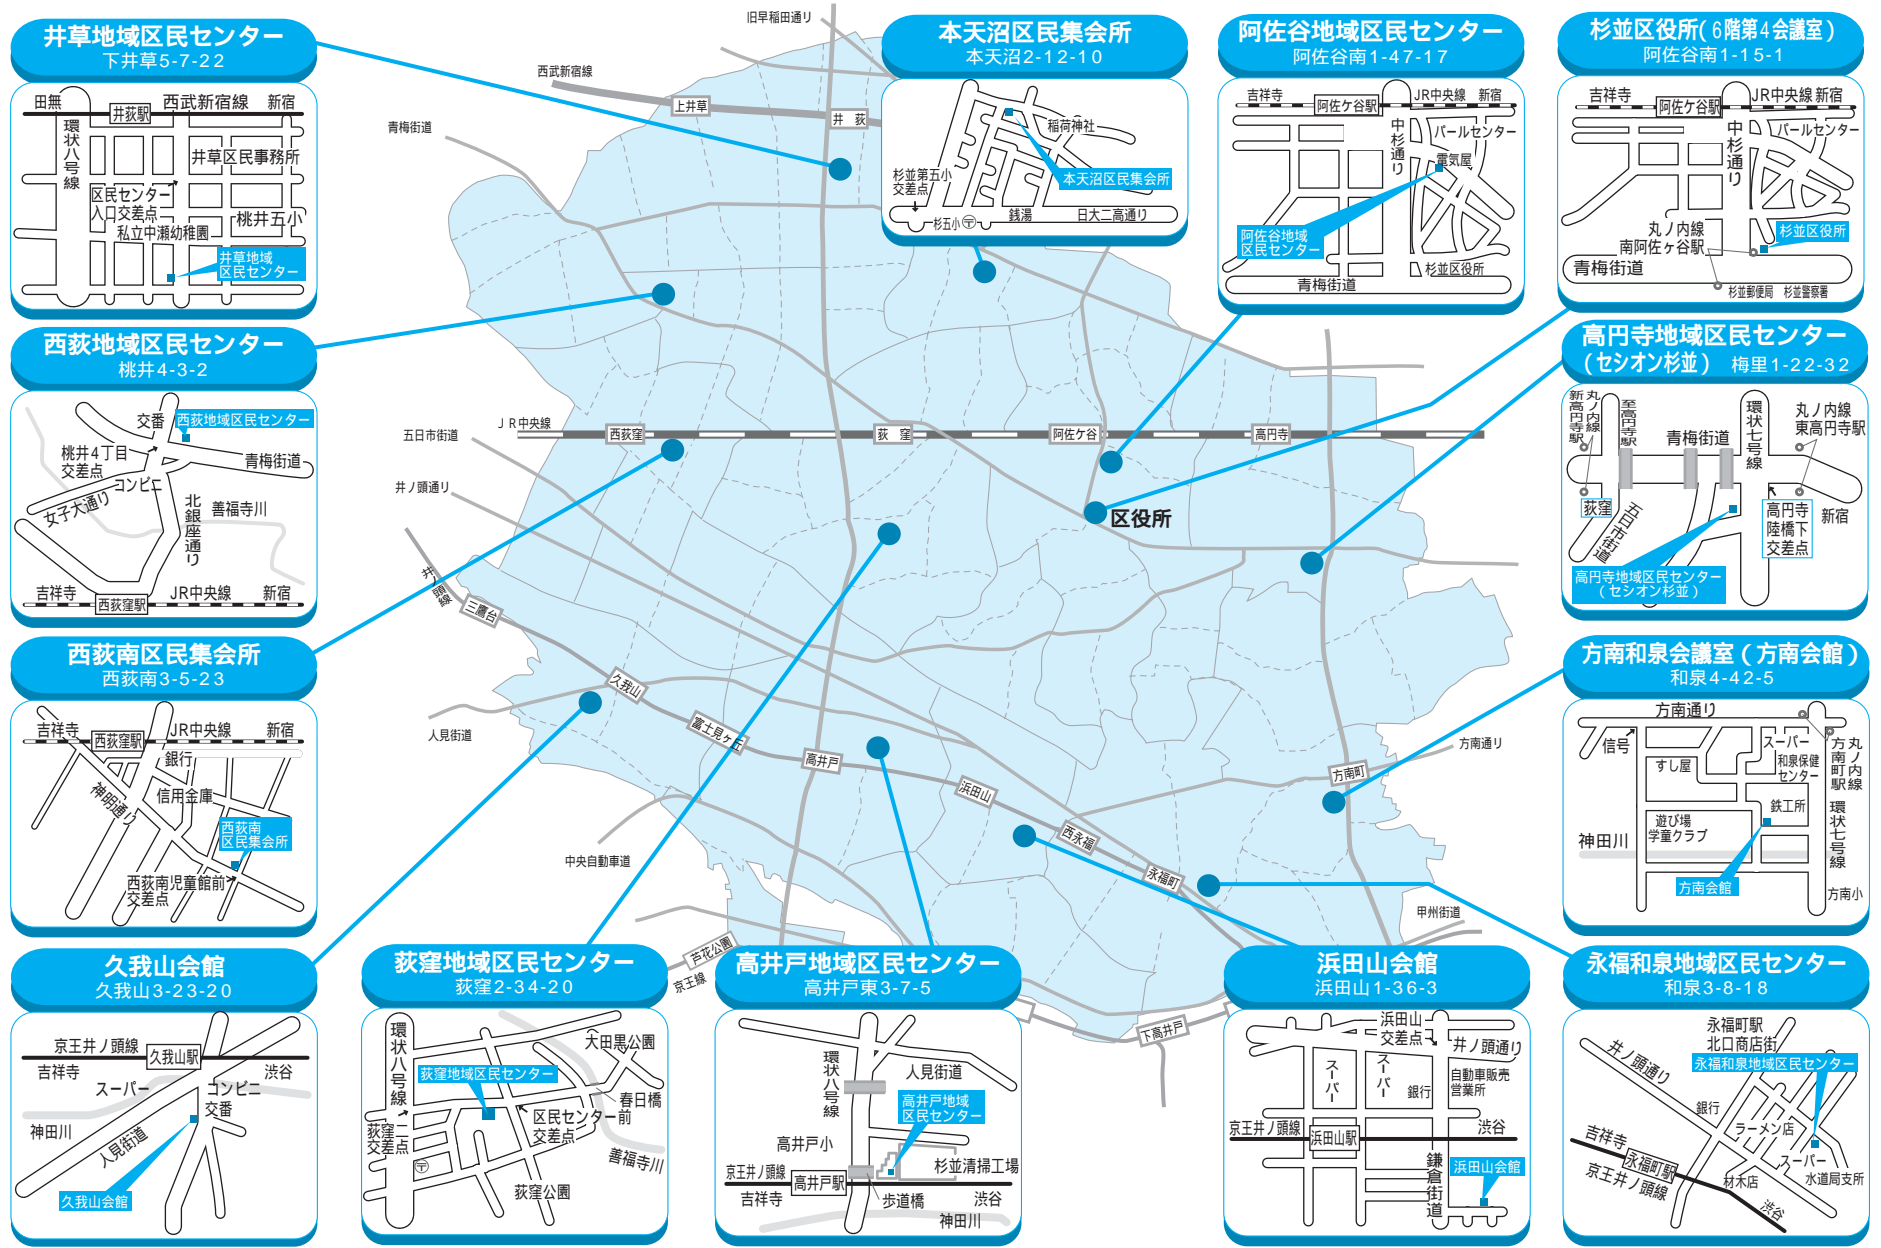 井草地域区民センター
下井草5-7-22
田無
井荻駅
西武新宿線
新宿
環状八号線
井草区民事務所
区民センター
入口交差点
桃井五小
私立中瀬幼稚園
井草地域
区民センター
西荻地域区民センター
桃井4-3-2
交番
西荻地域区民センター
桃井4丁目
交差点
コンビニ
青梅街道
女子大通り
北銀座通り
善福寺川
吉祥寺
西荻窪駅
JR中央線
新宿
西荻南区民集会所
西荻南3-5-23
吉祥寺
西荻窪駅
JR中央線
新宿
銀行
神明通り
信用金庫
西荻南
区民集会所
西荻南児童館前
交差点
久我山会館
久我山3-23-20
京王井ノ頭線
久我山駅
吉祥寺
渋谷
スーパー
コンビニ
交番
神田川
人見街道
久我山会館
荻窪地域区民センター
荻窪2-34-20
環状八号線
大田黒公園
荻窪地域区民センター
春日橋
区民センター前
交差点
荻窪二
交差点
〒
善福寺川
荻窪公園
高井戸地域区民センター
高井戸東3-7-5
環状八号線
人見街道
高井戸地域
区民センター
高井戸小
京王井ノ頭線
高井戸駅
杉並清掃工場
吉祥寺
歩道橋
渋谷
神田川
浜田山会館
浜田山1-36-3
浜田山
交差点
井ノ頭通り
スーパー
スーパー
銀行
自動車販売
営業所
京王井ノ頭線
浜田山駅
渋谷
鎌倉街道
浜田山会館
永福和泉地域区民センター
和泉3-8-18
永福町駅
北口商店街
井ノ頭通り
永福和泉地域区民センター
銀行
ラーメン店
吉祥寺
永福町駅
京王井ノ頭線
スーパー
材木店
水道局支所
渋谷
方南和泉会議室(方南会館)
和泉4-42-5
方南通り
信号
スーパー
すし屋
和泉保健
センター
丸ノ内線
方南町駅
鉄工所
遊び場
学童クラブ
環状七号線
神田川
方南会館
方南小
高円寺地域区民センター
(セシオン杉並) 梅里1-22-32
丸ノ内線
新高円寺駅
至高円寺駅
青梅街道
環状七号線
丸ノ内線
東高円寺駅
荻窪
五日市街道
高円寺
陸橋下
交差点
新宿
高円寺地域区民センター
(セシオン杉並)
杉並区役所(6階第4会議室)
阿佐谷南1-15-1
吉祥寺
阿佐ケ谷駅
JR中央線
新宿
中杉通り
パールセンター
丸ノ内線
南阿佐ヶ谷駅
杉並区役所
青梅街道
杉並郵便局
杉並警察署
阿佐谷地域区民センター
阿佐谷南1-47-17
吉祥寺
阿佐ケ谷駅
JR中央線
新宿
中杉通り
パールセンター
電気屋
阿佐谷地域
区民センター
杉並区役所
青梅街道
本天沼区民集会所
本天沼2-12-10
稲荷神社
杉並第五小
交差点
本天沼区民集会所
杉五小
〒
銭湯
日大二高通り
旧早稲田通り
西武新宿線
上井草
井荻
青梅街道
JR中央線
五日市街道
西荻窪
荻窪
阿佐ケ谷
高円寺
井ノ頭通り
区役所
井ノ頭線
三鷹台
久我山
人見街道
富士見ケ丘
高井戸
浜田山
方南通り
方南町
西永福
永福町
中央自動車道
甲州街道
芦花公園
京王線
下高井戸